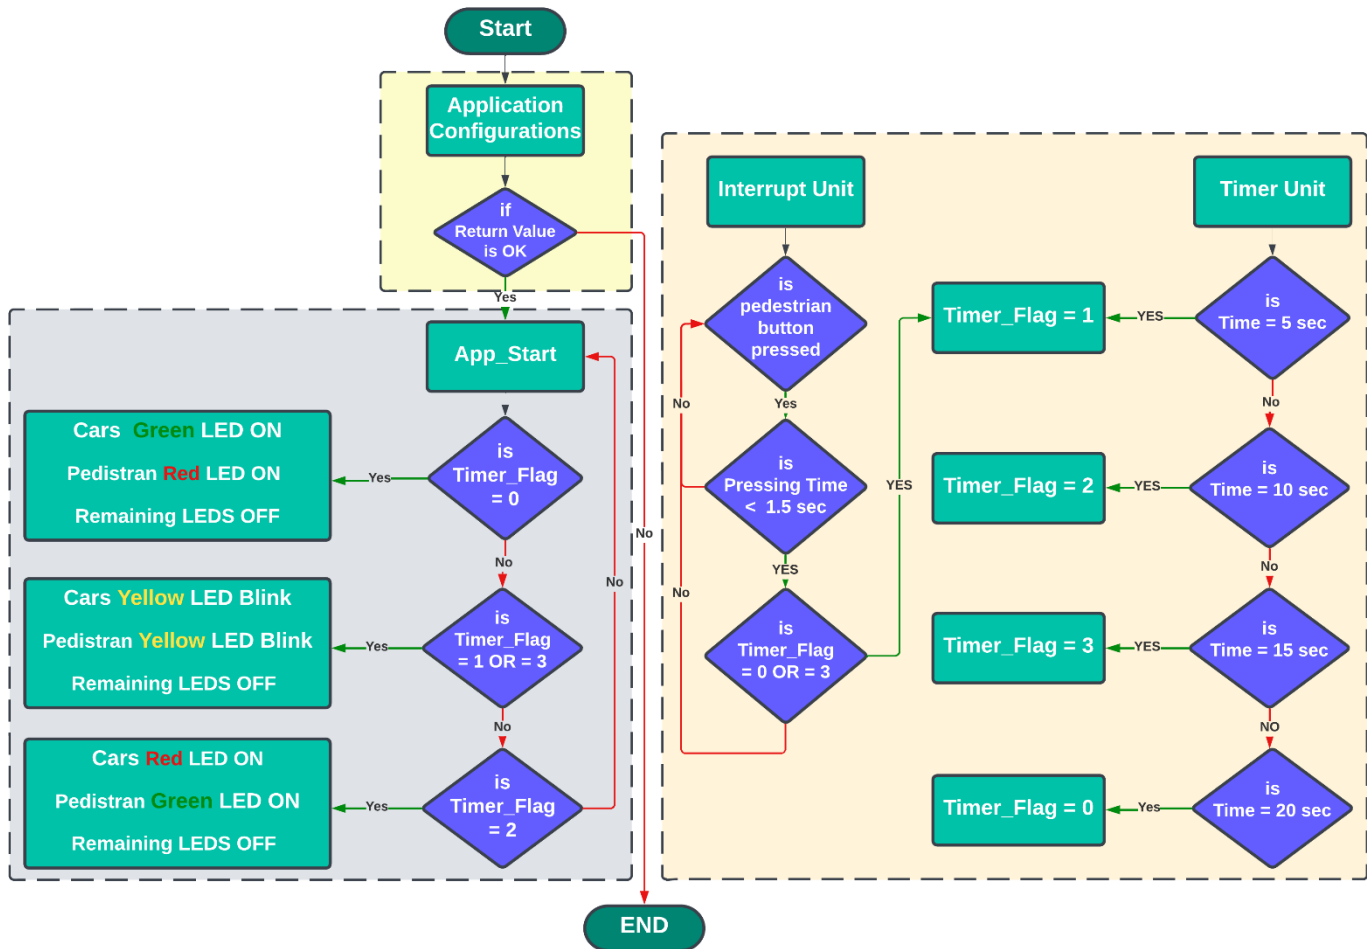 Start
Application
Configurations
if
Return Value
is OK
Yes
No
App_Start
is
Timer_Flag
= 0
Yes
Cars Green LED ON
Pedistran Red LED ON
Remaining LEDS OFF
No
is
Timer_Flag
= 1 OR = 3
Yes
Cars Yellow LED Blink
Pedistran Yellow LED Blink
Remaining LEDS OFF
No
is
Timer_Flag
= 2
Yes
Cars Red LED ON
Pedistran Green LED ON
Remaining LEDS OFF
No
END
Interrupt Unit
is
pedestrian
button
pressed
Yes
is
Pressing Time
< 1.5 sec
No
YES
is
Timer_Flag
= 0 OR = 3
No
YES
Timer Unit
is
Time = 5 sec
YES
Timer_Flag = 1
No
is
Time = 10 sec
YES
Timer_Flag = 2
No
is
Time = 15 sec
YES
Timer_Flag = 3
NO
is
Time = 20 sec
Yes
Timer_Flag = 0